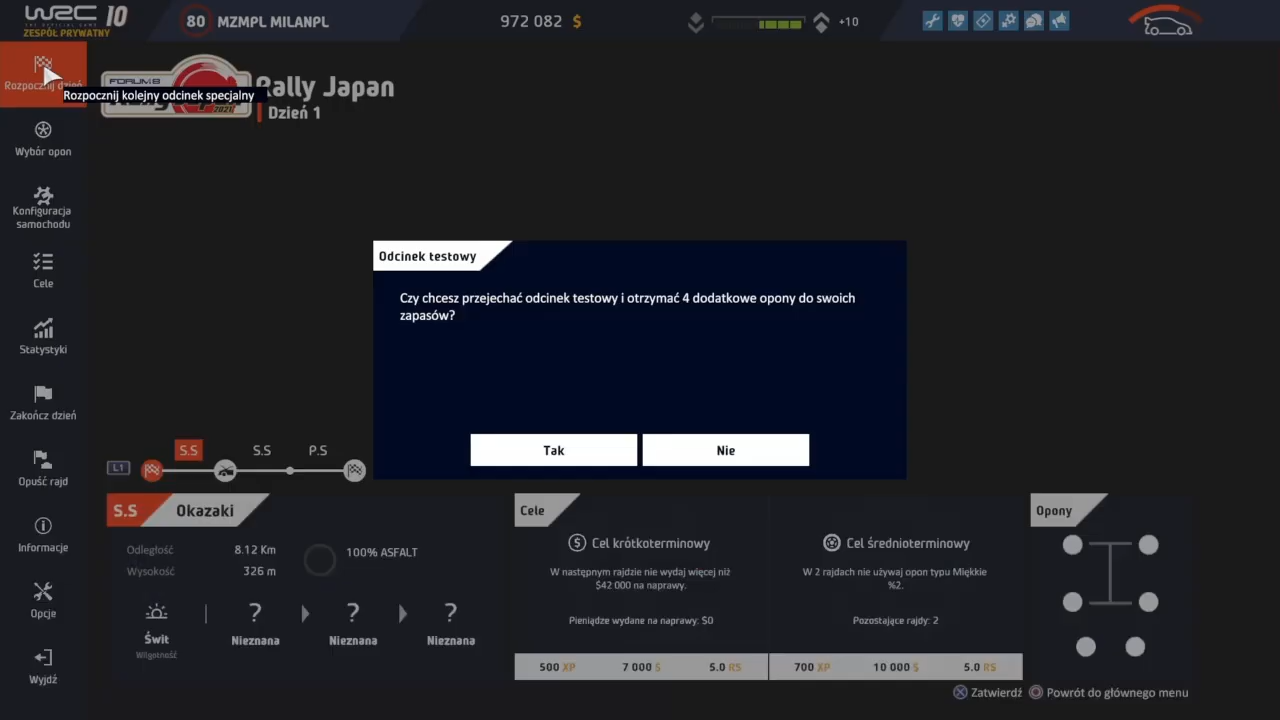 WRC 10
THE OFFICIAL GAME
ZESPÓŁ PRYWATNY
80 MZMPL MILANPL
972 082 $
+10
Rozpocznij dzień
Rozpocznij kolejny odcinek specjalny
FORUM8
2021
Rally Japan
Dzień 1
Wybór opon
Konfiguracja
samochodu
Cele
Statystyki
Zakończ dzień
Opuść rajd
Informacje
Opcje
Wyjdź
Odcinek testowy
Czy chcesz przejechać odcinek testowy i otrzymać 4 dodatkowe opony do swoich
zapasów?
Tak
Nie
S.S S.S P.S
L1
S.S Okazaki
Odległość 8.12 Km
Wysokość 326 m
100% ASFALT
Świt
Wilgotność
? ? ?
Nieznana Nieznana Nieznana
Cele
Cel krótkoterminowy
W następnym rajdzie nie wydaj więcej niż
$42 000 na naprawy.
Pieniądze wydane na naprawy: $0
500 XP 7 000 $ 5.0 RS
Cel średnioterminowy
W 2 rajdach nie używaj opon typu Miękkie
%2.
Pozostające rajdy: 2
700 XP 10 000 $ 5.0 RS
Opony
Zatwierdź Powrót do głównego menu